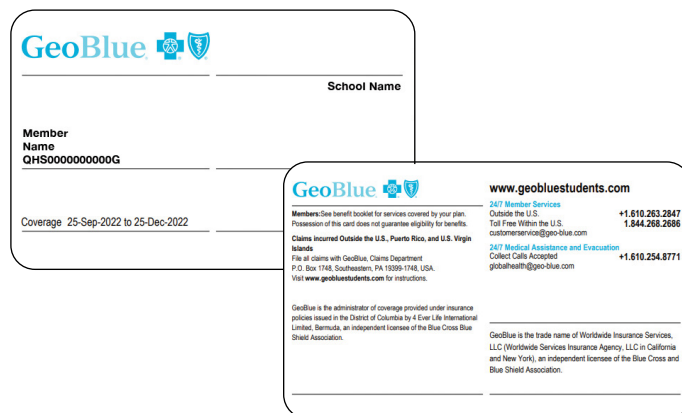 GeoBlue
School Name
Member
Name
QHS0000000000G
Coverage 25-Sep-2022 to 25-Dec-2022
GeoBlue
Members:See benefit booklet for services covered by your plan.
Possession of this card does not guarantee eligibility for benefits.
Claims incurred Outside the U.S., Puerto Rico, and U.S. Virgin
Islands
File all claims with GeoBlue, Claims Department
P.O. Box 1748, Southeastern, PA 19399-1748, USA.
Visit www.geobluestudents.com for instructions.
GeoBlue is the administrator of coverage provided under insurance
policies issued in the District of Columbia by 4 Ever Life International
Limited, Bermuda, an independent licensee of the Blue Cross Blue
Shield Association.
www.geobluestudents.com
24/7 Member Services
Outside the U.S. +1.610.263.2847
Toll Free Within the U.S. 1.844.268.2686
customerservice@geo-blue.com
24/7 Medical Assistance and Evacuation
Collect Calls Accepted +1.610.254.8771
globalhealth@geo-blue.com
GeoBlue is the trade name of Worldwide Insurance Services,
LLC (Worldwide Services Insurance Agency, LLC in California
and New York), an independent licensee of the Blue Cross and
Blue Shield Association.